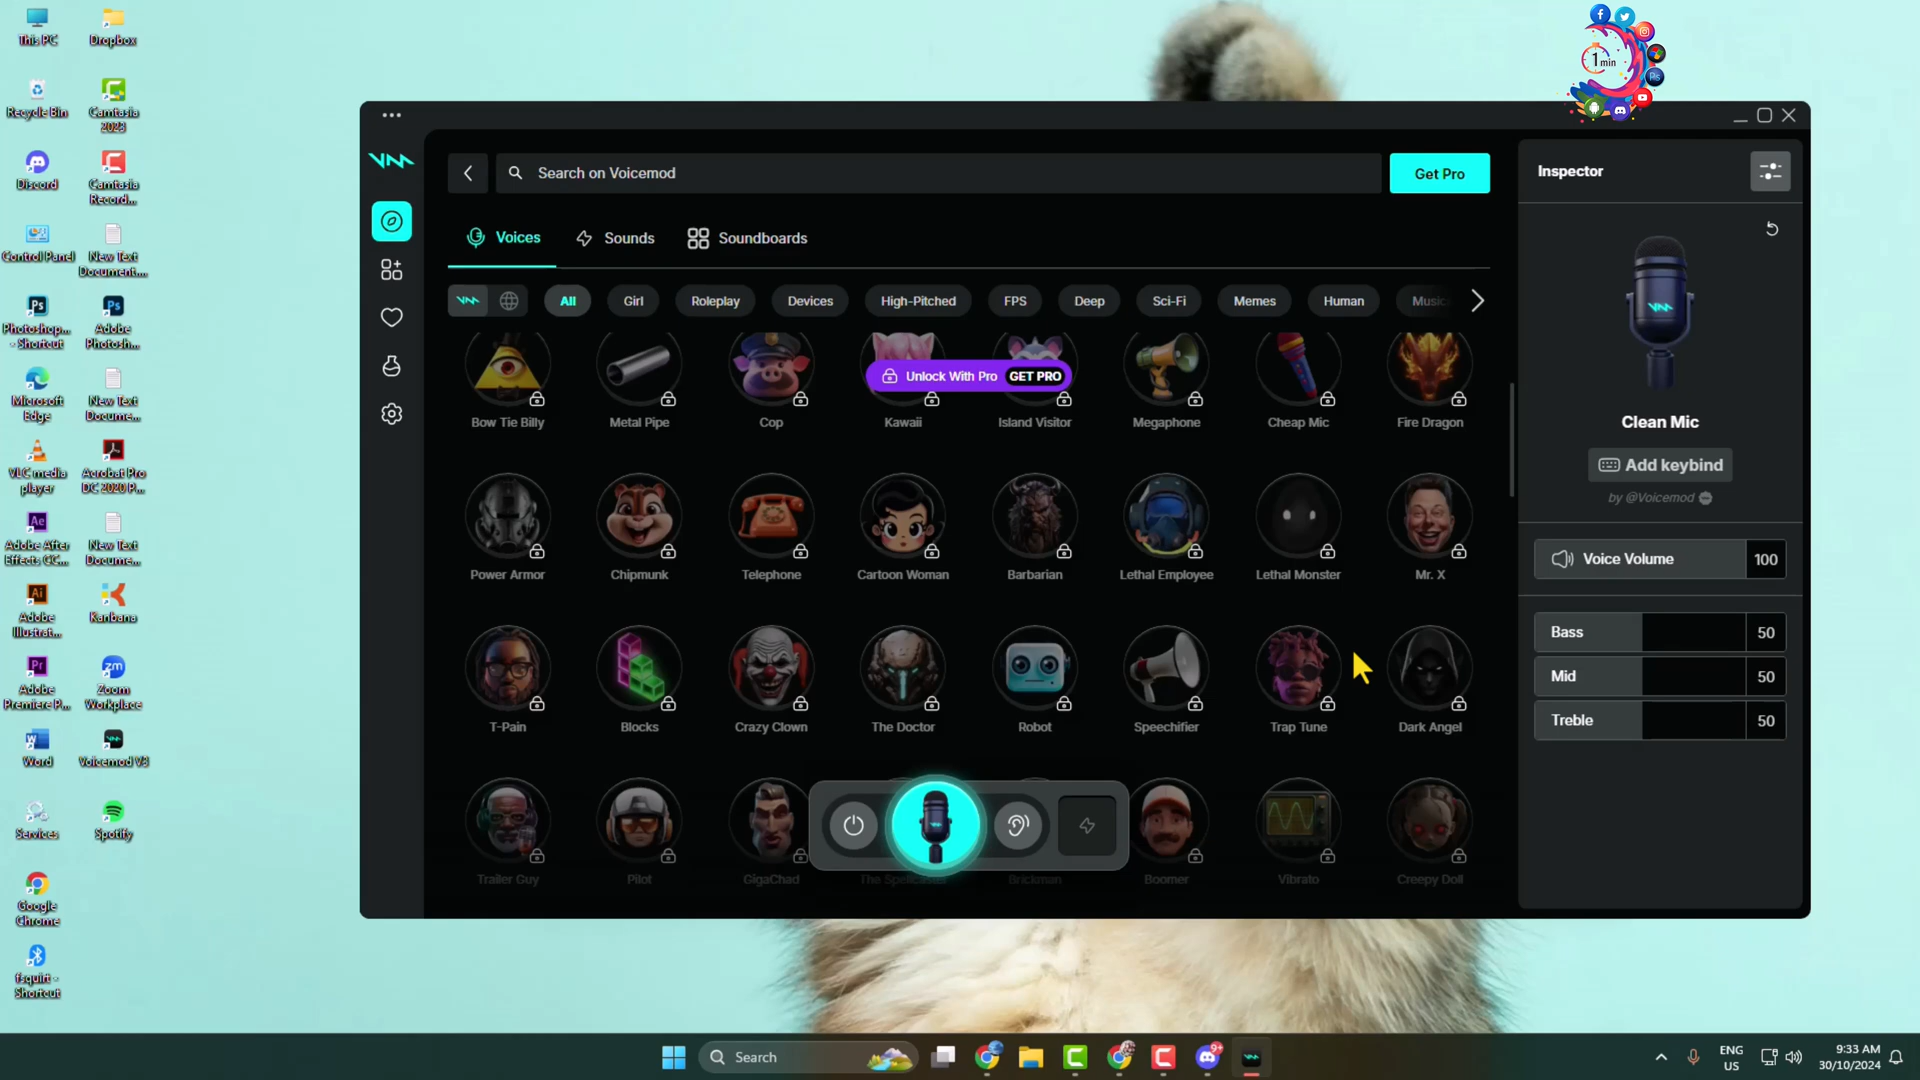 This PC
Dropbox
Recycle Bin
Camtasia
2023
Discord
Camtasia
Record...
Control Panel
New Text
Document...
Photoshop...
- Shortcut
Adobe
Photosh...
Microsoft
Edge
New Text
Docume...
VLC media
player
Acrobat Pro
DC 2020 P...
Adobe After
Effects CC...
New Text
Docume...
Adobe
Illustrat...
Kanbana
Adobe
Premiere P...
Zoom
Workplace
Word
Voicemod V3
Services
Spotify
Google
Chrome
fsquirt -
Shortcut
1 min
Search on Voicemod
Get Pro
Voices
Sounds
Soundboards
All
Girl
Roleplay
Devices
High-Pitched
FPS
Deep
Sci-Fi
Memes
Human
Music
Unlock With Pro GET PRO
Bow Tie Billy
Metal Pipe
Cop
Kawaii
Island Visitor
Megaphone
Cheap Mic
Fire Dragon
Power Armor
Chipmunk
Telephone
Cartoon Woman
Barbarian
Lethal Employee
Lethal Monster
Mr. X
T-Pain
Blocks
Crazy Clown
The Doctor
Robot
Speechifier
Trap Tune
Dark Angel
Trailer Guy
Pilot
GigaChad
Brickman
Boomer
Vibrato
Creepy Doll
Inspector
Clean Mic
Add keybind
by @Voicemod
Voice Volume 100
Bass 50
Mid 50
Treble 50
Search
9+
ENG
US
9:33 AM
30/10/2024